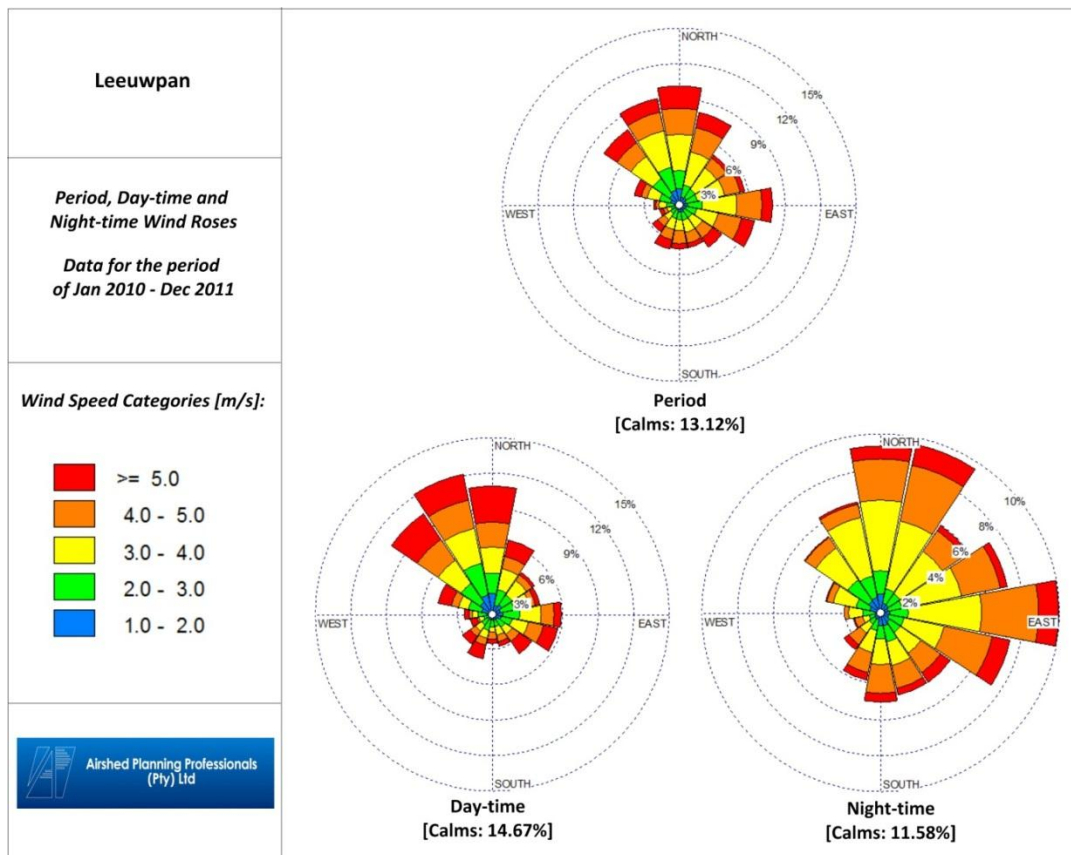 Leeuwpan
Period, Day-time and
Night-time Wind Roses
Data for the period
of Jan 2010 - Dec 2011
Wind Speed Categories [m/s]:
>= 5.0
4.0 - 5.0
3.0 - 4.0
2.0 - 3.0
1.0 - 2.0
Airshed Planning Professionals
(Pty) Ltd
NORTH
15%
12%
9%
6%
3%
WEST
EAST
SOUTH
Period
[Calms: 13.12%]
NORTH
15%
12%
9%
6%
3%
WEST
EAST
SOUTH
Day-time
[Calms: 14.67%]
NORTH
10%
8%
6%
4%
2%
WEST
EAST
SOUTH
Night-time
[Calms: 11.58%]